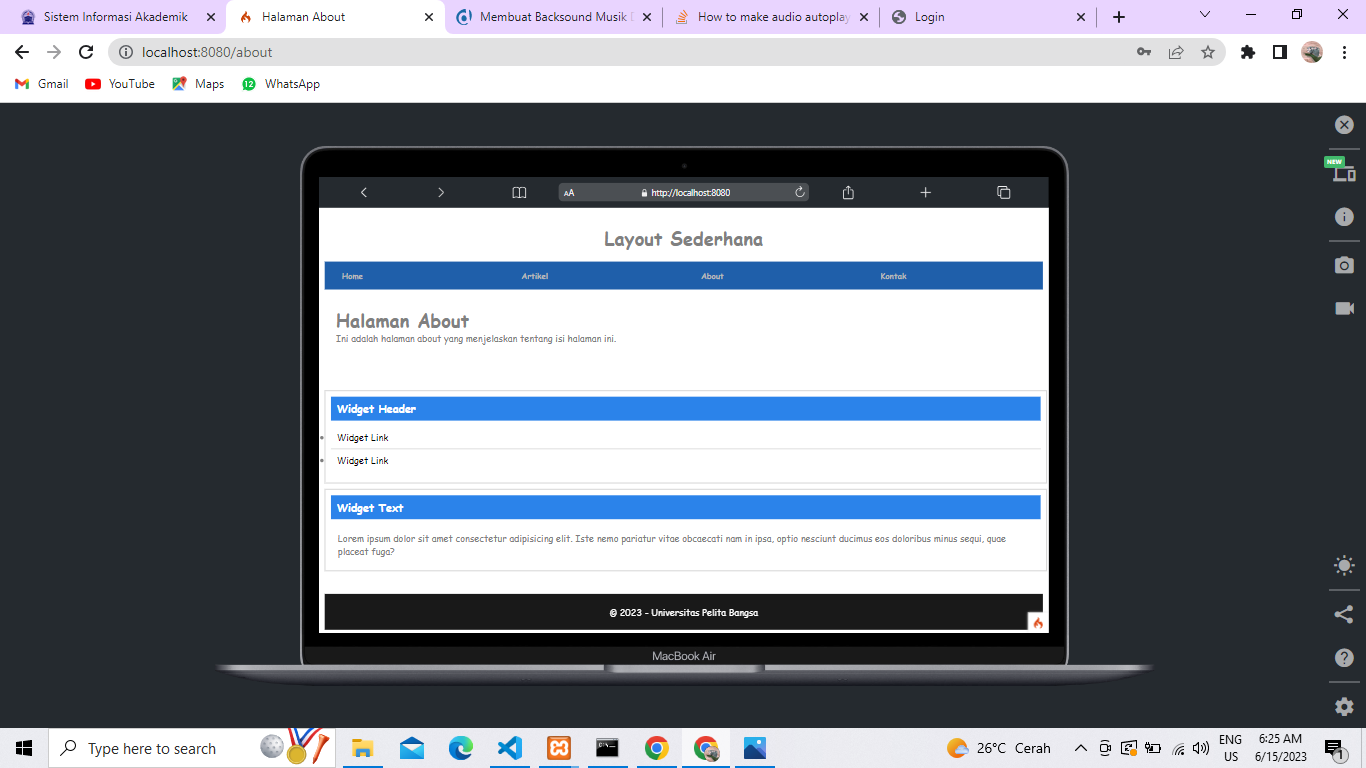 Sistem Informasi Akademik
Halaman About
Membuat Backsound Musik
How to make audio autoplay
Login
localhost:8080/about
Gmail
YouTube
Maps
12
WhatsApp
NEW
AA
http://localhost:8080
Layout Sederhana
Home Artikel About Kontak
Halaman About
Ini adalah halaman about yang menjelaskan tentang isi halaman ini.
Widget Header
Widget Link
Widget Link
Widget Text
Lorem ipsum dolor sit amet consectetur adipisicing elit. Iste nemo pariatur vitae obcaecati nam in ipsa, optio nesciunt ducimus eos doloribus minus sequi, quae
placeat fuga?
© 2023 - Universitas Pelita Bangsa
MacBook Air
Type here to search
26°C Cerah
ENG
US
6:25 AM
6/15/2023
1